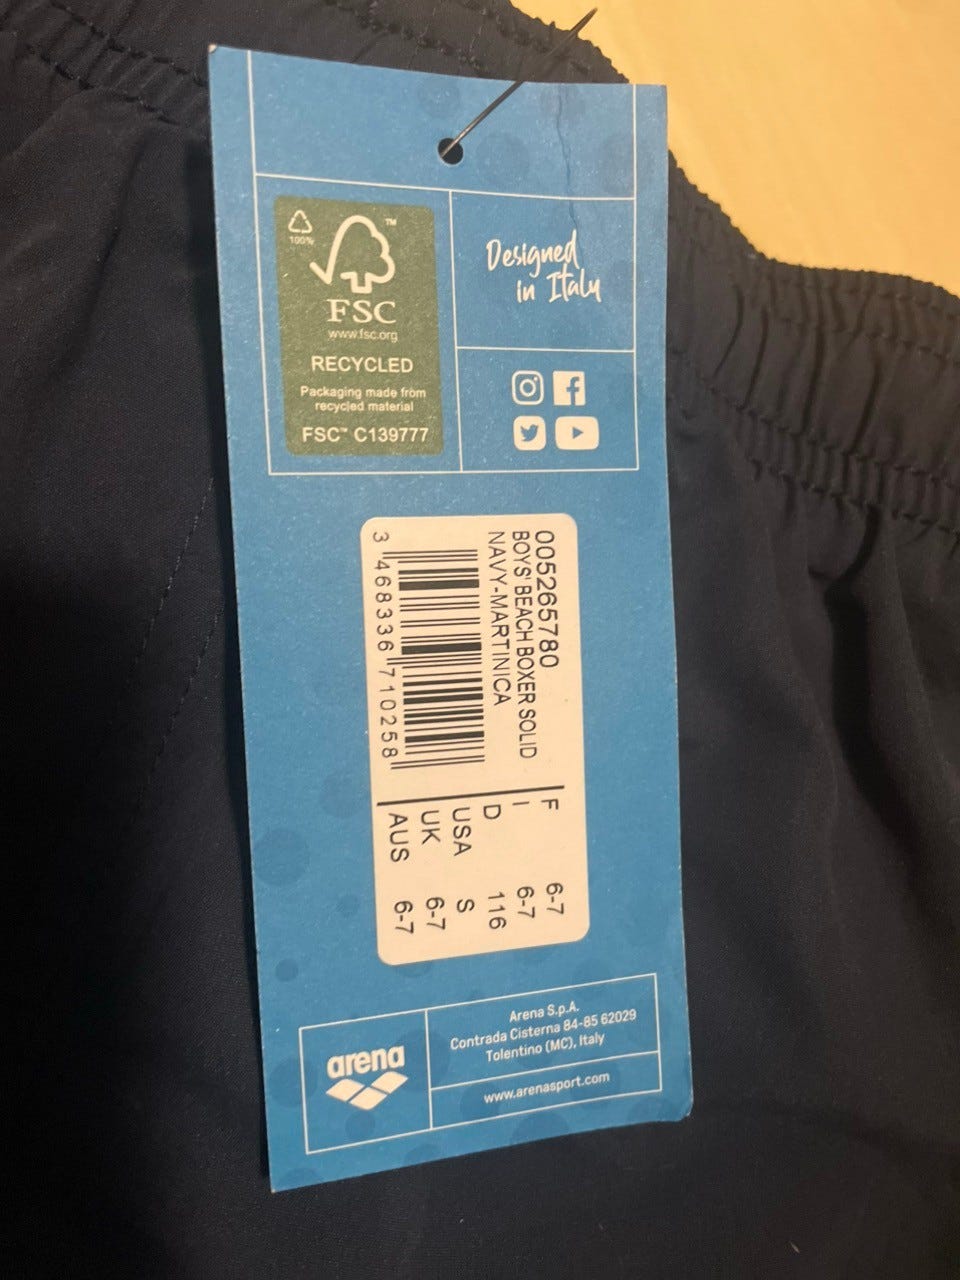 100%
™
FSC
www.fsc.org
RECYCLED
Packaging made from
recycled material
FSC™ C139777
Designed
in Italy
005265780
BOYS' BEACH BOXER SOLID
NAVY-MARTINICA
3 468336 710258
F 6-7
I 6-7
D 116
USA S
UK 6-7
AUS 6-7
arena
Arena S.p.A.
Contrada Cisterna 84-85 62029
Tolentino (MC), Italy
www.arenasport.com